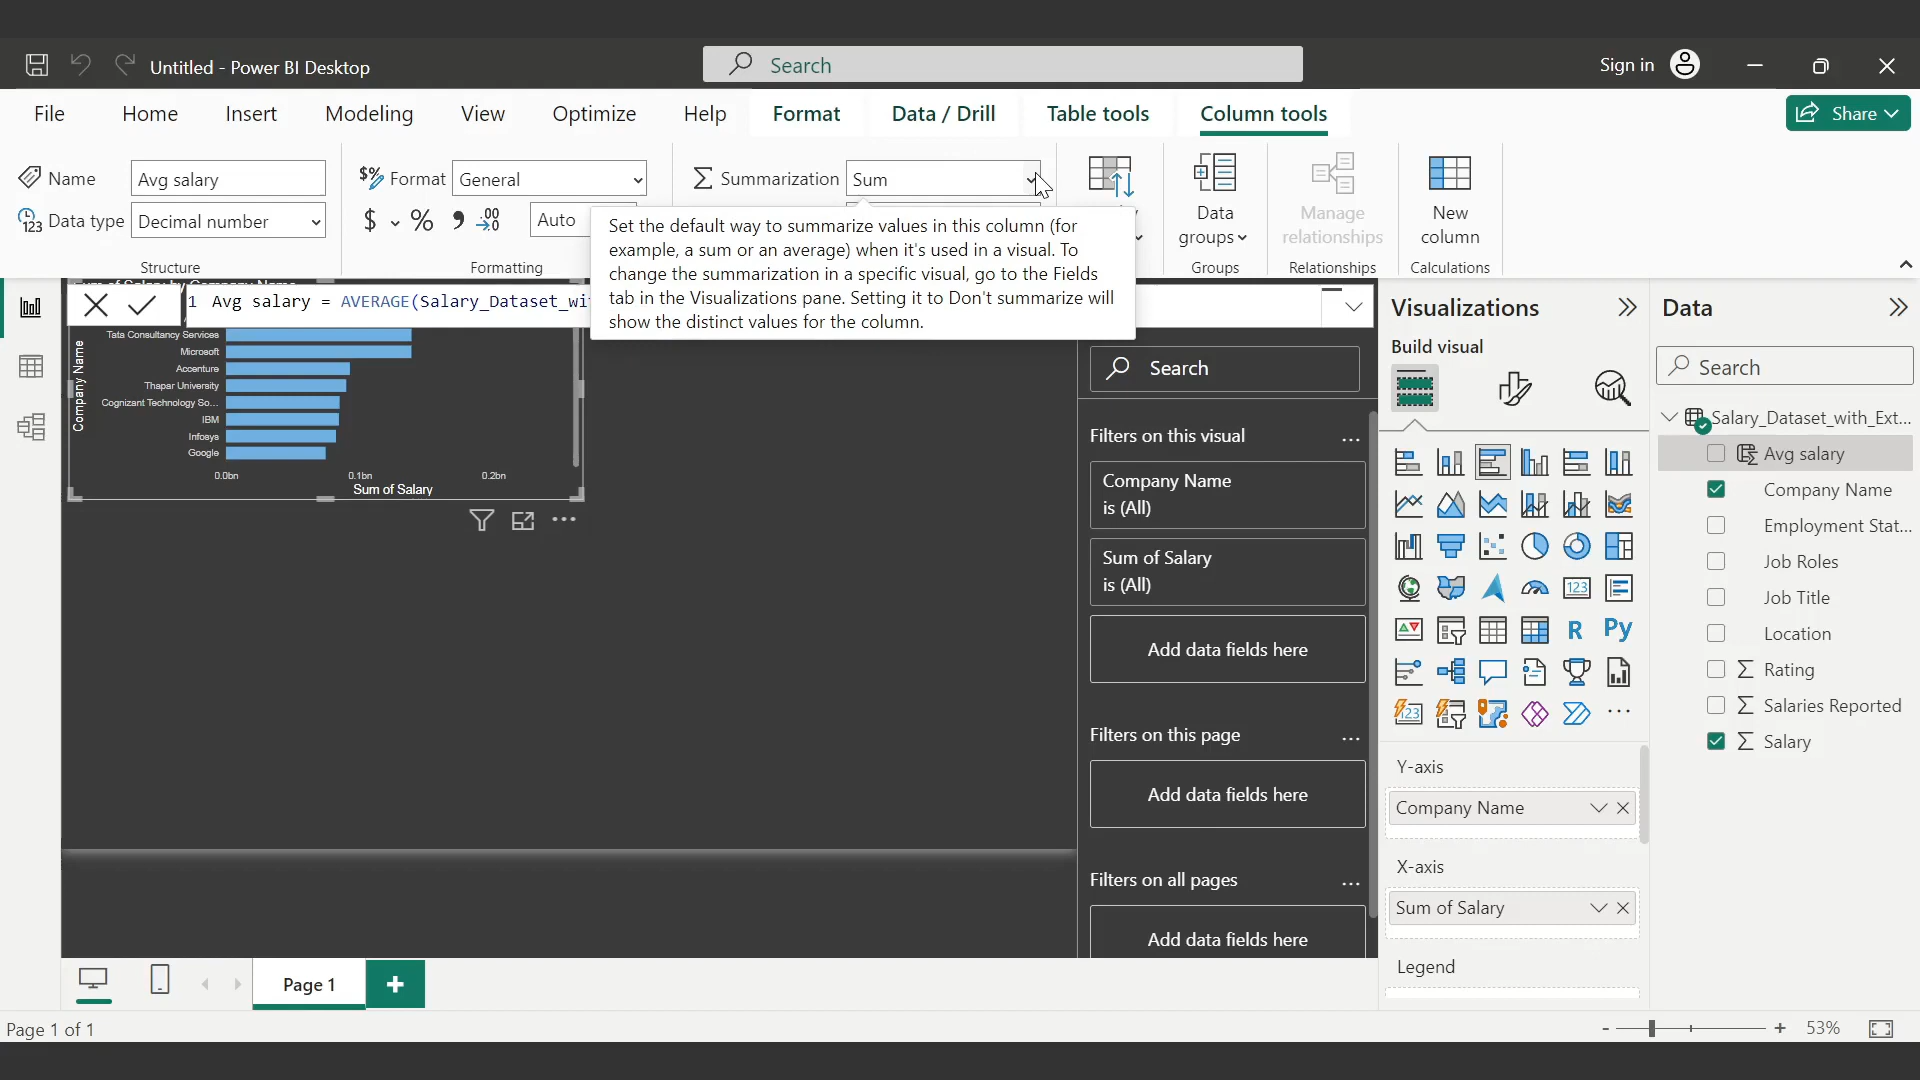 Untitled - Power BI Desktop
Search
Sign in
File Home Insert Modeling View Optimize Help Format Data / Drill Table tools Column tools
Share
Name Avg salary
Format General
Summarization Sum
Data type Decimal number
$ % Auto
Data groups
Manage relationships
New column
Structure Formatting Groups Relationships Calculations
Set the default way to summarize values in this column (for
example, a sum or an average) when it's used in a visual. To
change the summarization in a specific visual, go to the Fields
tab in the Visualizations pane. Setting it to Don't summarize will
show the distinct values for the column.
1 Avg salary = AVERAGE(Salary_Dataset_wi
Company Name
Tata Consultancy Services
Microsoft
Accenture
Thapar University
Cognizant Technology So...
IBM
Infosys
Google
0.0bn 0.1bn 0.2bn
Sum of Salary
Search
Filters on this visual ...
Company Name
is (All)
Sum of Salary
is (All)
Add data fields here
Filters on this page ...
Add data fields here
Filters on all pages ...
Add data fields here
Visualizations
Build visual
R Py
123
123
...
Y-axis
Company Name
X-axis
Sum of Salary
Legend
Data
Search
Salary_Dataset_with_Ext...
Avg salary
Company Name
Employment Stat...
Job Roles
Job Title
Location
Rating
Salaries Reported
Salary
Page 1
+
Page 1 of 1
- + 53%